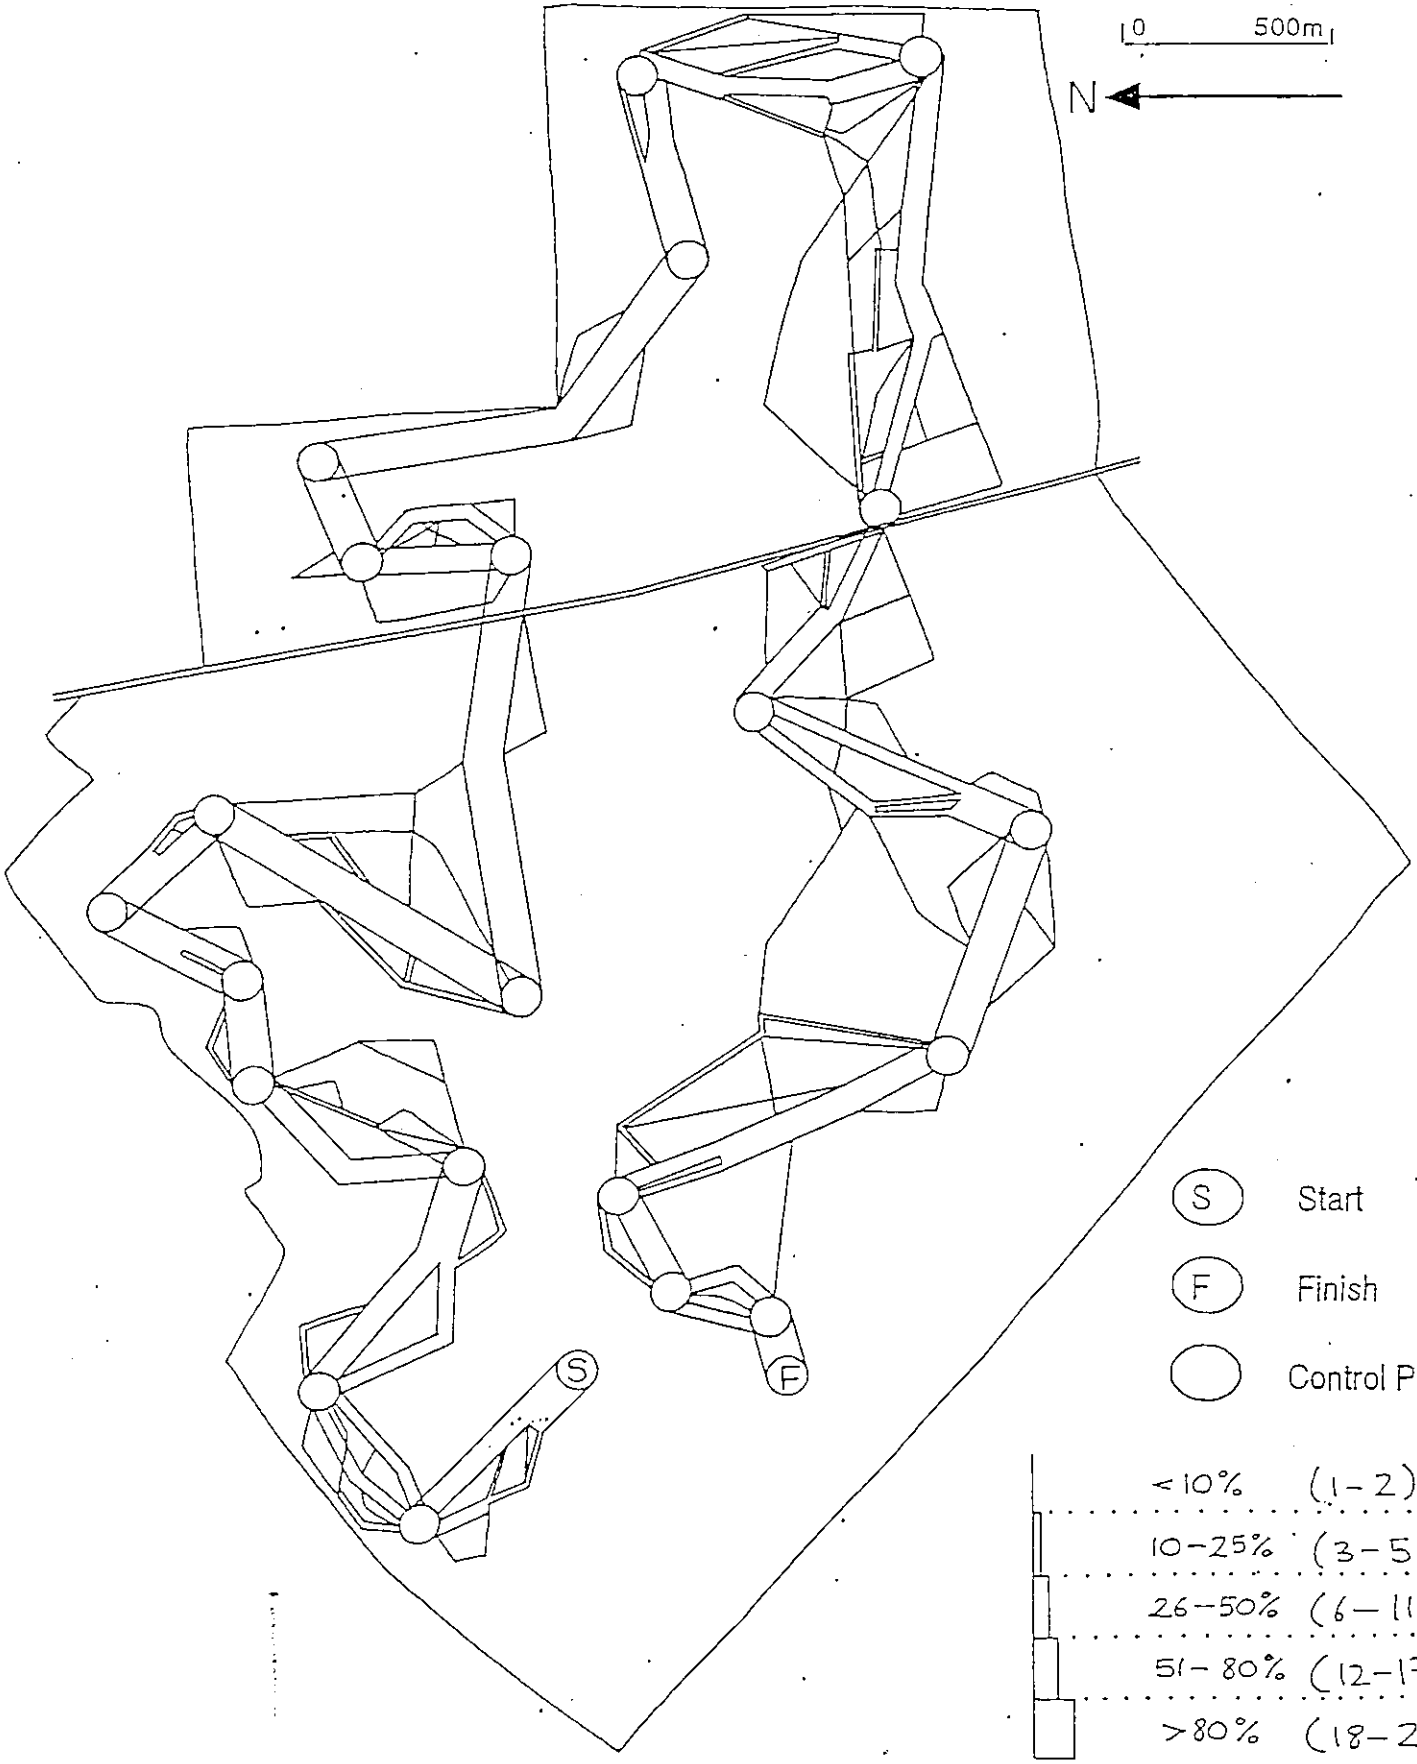 0 500m
N
S Start
F Finish
Control P
S
F
<10% (1-2)
10-25% (3-5
26-50% (6-11
51-80% (12-17
>80% (18-2